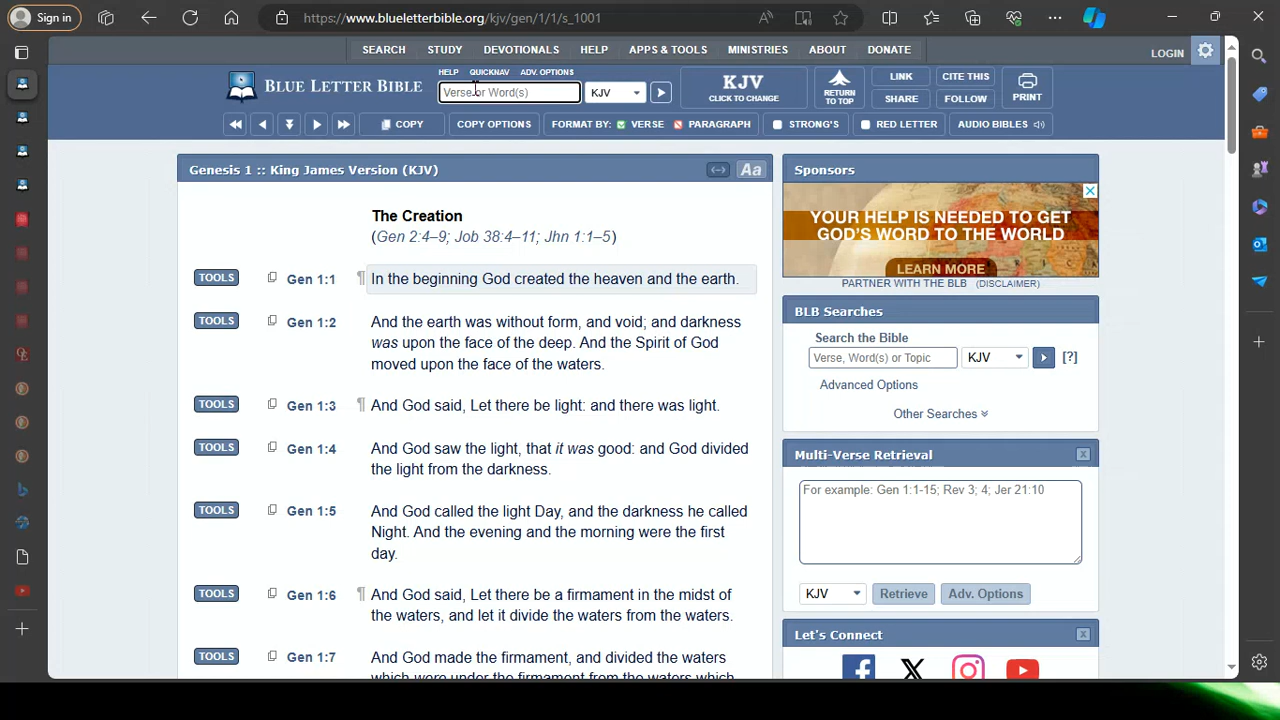 Sign in
https://www.blueletterbible.org/kjv/gen/1/1/s_1001
SEARCH STUDY DEVOTIONALS HELP APPS & TOOLS MINISTRIES ABOUT DONATE
LOGIN
BLUE LETTER BIBLE
HELP QUICKNAV ADV. OPTIONS
Verse or Word(s)
KJV
KJV
CLICK TO CHANGE
RETURN
TO TOP
LINK
CITE THIS
SHARE
FOLLOW
PRINT
COPY COPY OPTIONS FORMAT BY: VERSE PARAGRAPH STRONG'S RED LETTER AUDIO BIBLES
Genesis 1 :: King James Version (KJV)
Aa
The Creation
(Gen 2:4–9; Job 38:4–11; Jhn 1:1–5)
TOOLS Gen 1:1 ¶ In the beginning God created the heaven and the earth.
TOOLS Gen 1:2 And the earth was without form, and void; and darkness
was upon the face of the deep. And the Spirit of God
moved upon the face of the waters.
TOOLS Gen 1:3 ¶ And God said, Let there be light: and there was light.
TOOLS Gen 1:4 And God saw the light, that it was good: and God divided
the light from the darkness.
TOOLS Gen 1:5 And God called the light Day, and the darkness he called
Night. And the evening and the morning were the first
day.
TOOLS Gen 1:6 ¶ And God said, Let there be a firmament in the midst of
the waters, and let it divide the waters from the waters.
TOOLS Gen 1:7 And God made the firmament, and divided the waters
which were under the firmament from the waters which
Sponsors
YOUR HELP IS NEEDED TO GET
GOD'S WORD TO THE WORLD
LEARN MORE
PARTNER WITH THE BLB (DISCLAIMER)
BLB Searches
Search the Bible
Verse, Word(s) or Topic
KJV
[?]
Advanced Options
Other Searches
Multi-Verse Retrieval
X
For example: Gen 1:1-15; Rev 3; 4; Jer 21:10
KJV
Retrieve
Adv. Options
Let's Connect
X